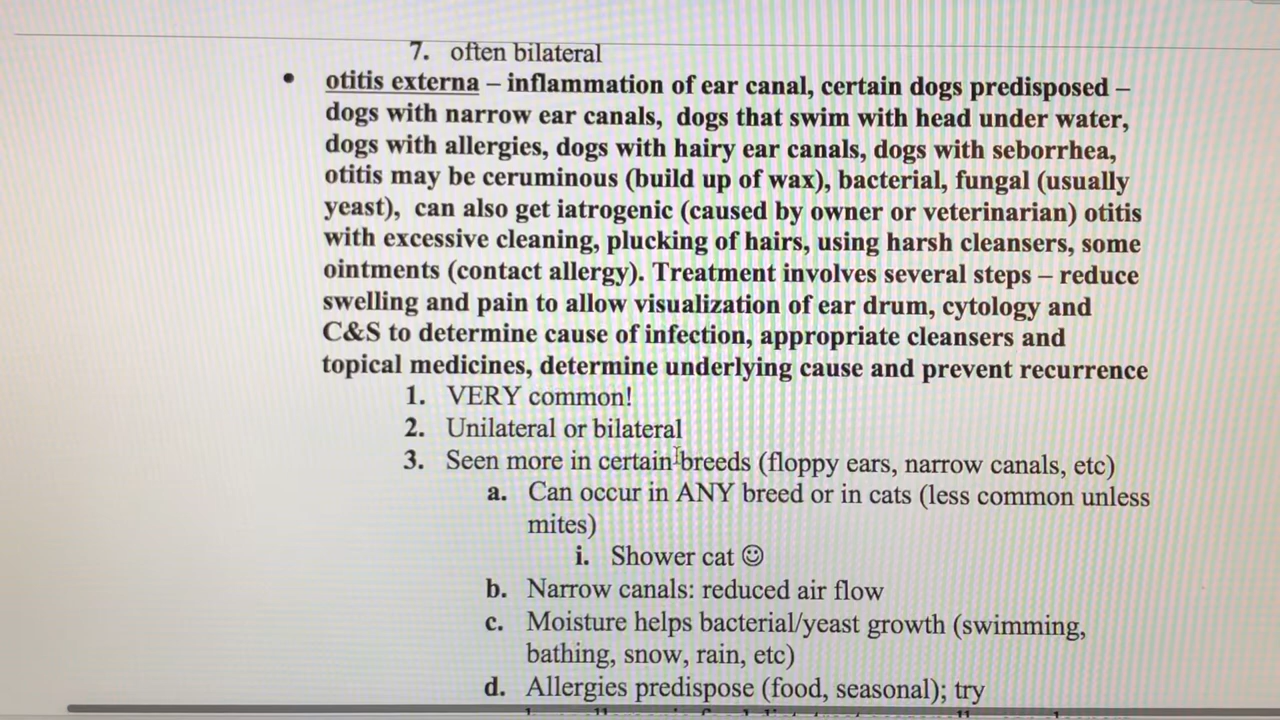 7. often bilateral
• otitis externa – inflammation of ear canal, certain dogs predisposed –
dogs with narrow ear canals, dogs that swim with head under water,
dogs with allergies, dogs with hairy ear canals, dogs with seborrhea,
otitis may be ceruminous (build up of wax), bacterial, fungal (usually
yeast), can also get iatrogenic (caused by owner or veterinarian) otitis
with excessive cleaning, plucking of hairs, using harsh cleansers, some
ointments (contact allergy). Treatment involves several steps – reduce
swelling and pain to allow visualization of ear drum, cytology and
C&S to determine cause of infection, appropriate cleansers and
topical medicines, determine underlying cause and prevent recurrence
1. VERY common!
2. Unilateral or bilateral
3. Seen more in certain breeds (floppy ears, narrow canals, etc)
a. Can occur in ANY breed or in cats (less common unless
mites)
i. Shower cat ☺
b. Narrow canals: reduced air flow
c. Moisture helps bacterial/yeast growth (swimming,
bathing, snow, rain, etc)
d. Allergies predispose (food, seasonal); try